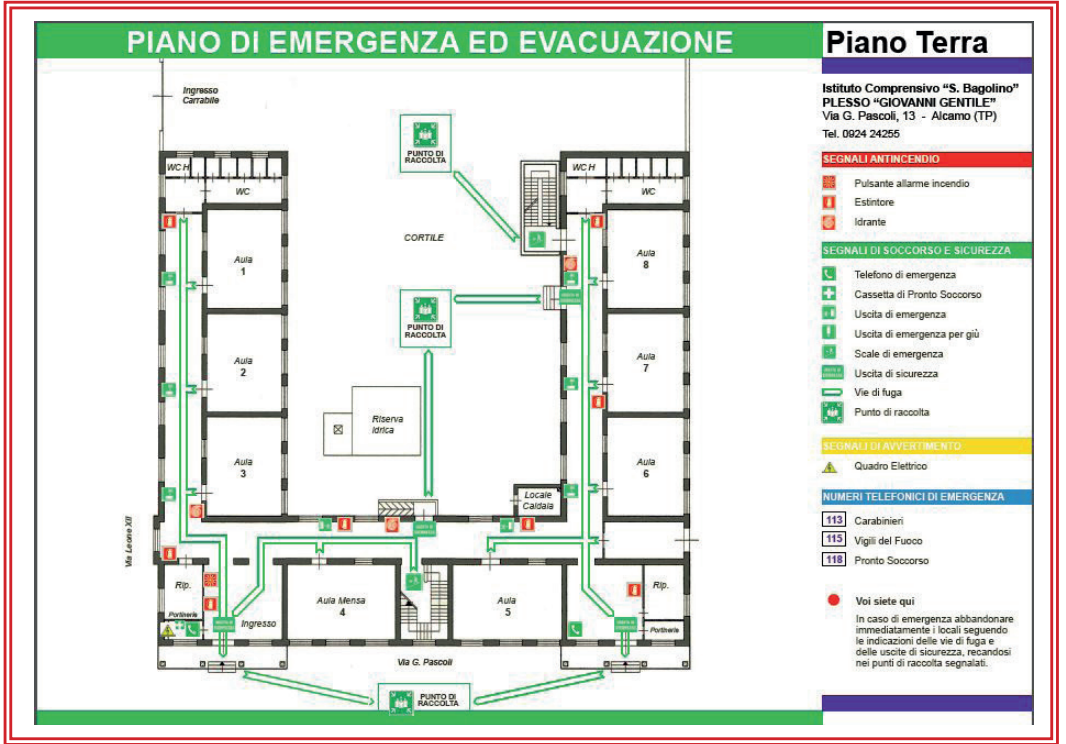 PIANO DI EMERGENZA ED EVACUAZIONE
Piano Terra
Istituto Comprensivo “S. Bagolino”
PLESSO “GIOVANNI GENTILE”
Via G. Pascoli, 13 - Alcamo (TP)
Tel. 0924 24255
SEGNALI ANTINCENDIO
Pulsante allarme incendio
Estintore
Idrante
SEGNALI DI SOCCORSO E SICUREZZA
Telefono di emergenza
Cassetta di Pronto Soccorso
Uscita di emergenza
Uscita di emergenza per giù
Scale di emergenza
Uscita di sicurezza
Vie di fuga
Punto di raccolta
SEGNALI DI AVVERTIMENTO
Quadro Elettrico
NUMERI TELEFONICI DI EMERGENZA
113 Carabinieri
115 Vigili del Fuoco
118 Pronto Soccorso
Voi siete qui
In caso di emergenza abbandonare
immediatamente i locali seguendo
le indicazioni delle vie di fuga e
delle uscite di sicurezza, recandosi
nei punti di raccolta segnalati.
Ingresso
Carrabile
PUNTO DI
RACCOLTA
WC H
WC
WC H
WC
CORTILE
Aula
1
Aula
8
PUNTO DI
RACCOLTA
Aula
2
Aula
7
Riserva
idrica
Aula
3
Aula
6
Locale
Caldaia
Via Leone XII
Rip.
Portineria
Ingresso
Aula Mensa
4
Aula
5
Rip.
Portineria
Via G. Pascoli
PUNTO DI
RACCOLTA